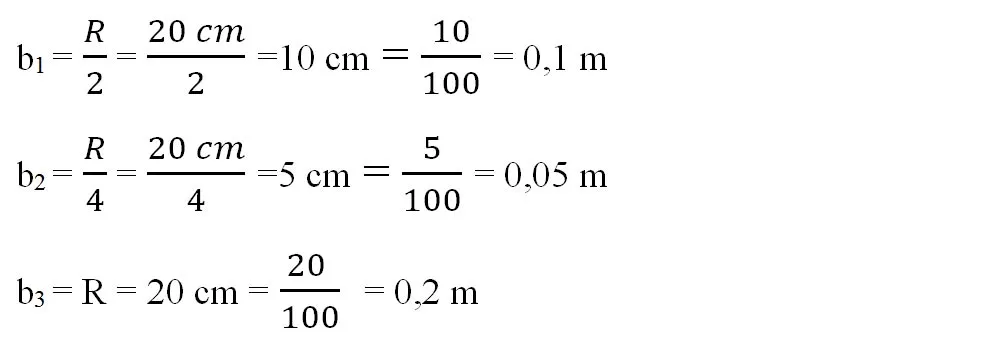 b₁ = R/2 = 20 cm/2 =10 cm = 10/100 = 0,1 m
b₂ = R/4 = 20 cm/4 =5 cm = 5/100 = 0,05 m
b₃ = R = 20 cm = 20/100 = 0,2 m